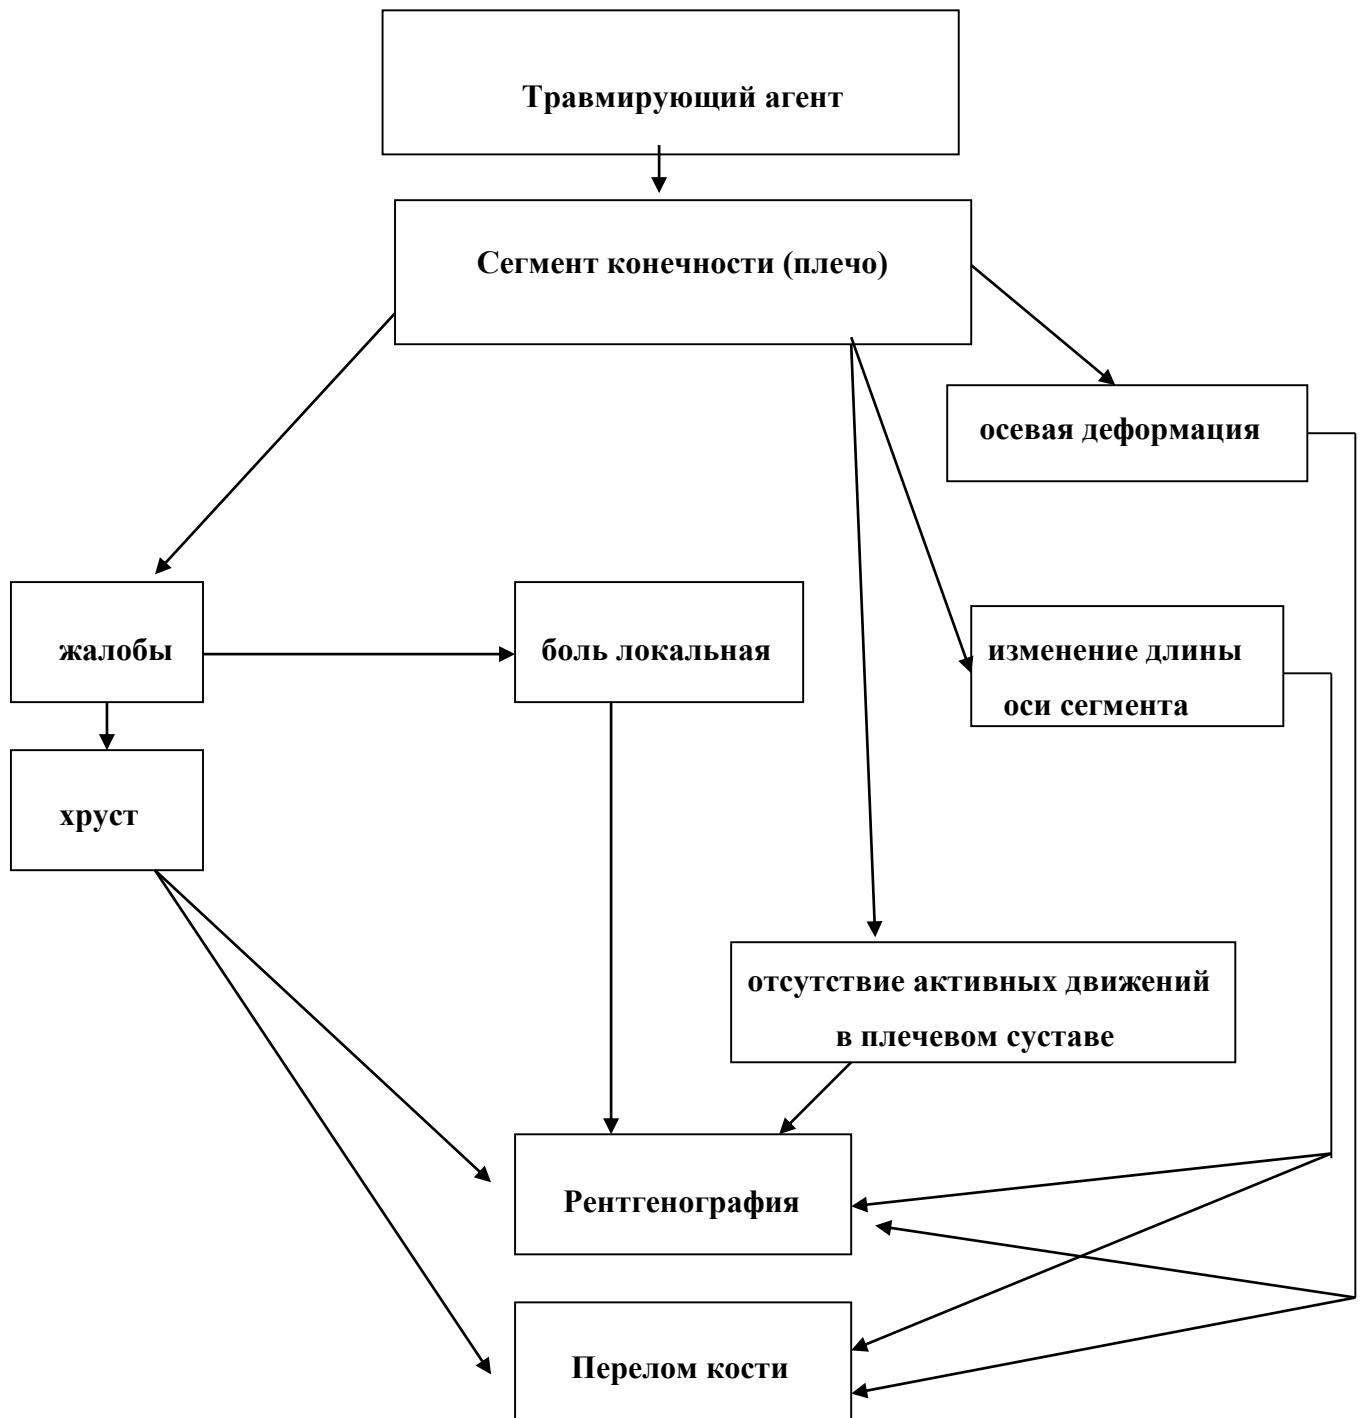 Травмирующий агент
Сегмент конечности (плечо)
осевая деформация
жалобы
боль локальная
изменение длины
оси сегмента
хруст
отсутствие активных движений
в плечевом суставе
Рентгенография
Перелом кости